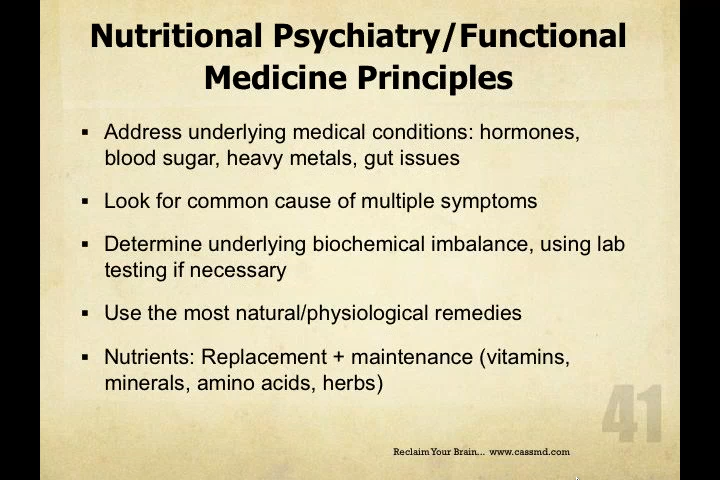 Nutritional Psychiatry/Functional
Medicine Principles
▪ Address underlying medical conditions: hormones,
blood sugar, heavy metals, gut issues
▪ Look for common cause of multiple symptoms
▪ Determine underlying biochemical imbalance, using lab
testing if necessary
▪ Use the most natural/physiological remedies
▪ Nutrients: Replacement + maintenance (vitamins,
minerals, amino acids, herbs)
41
Reclaim Your Brain... www.cassmd.com